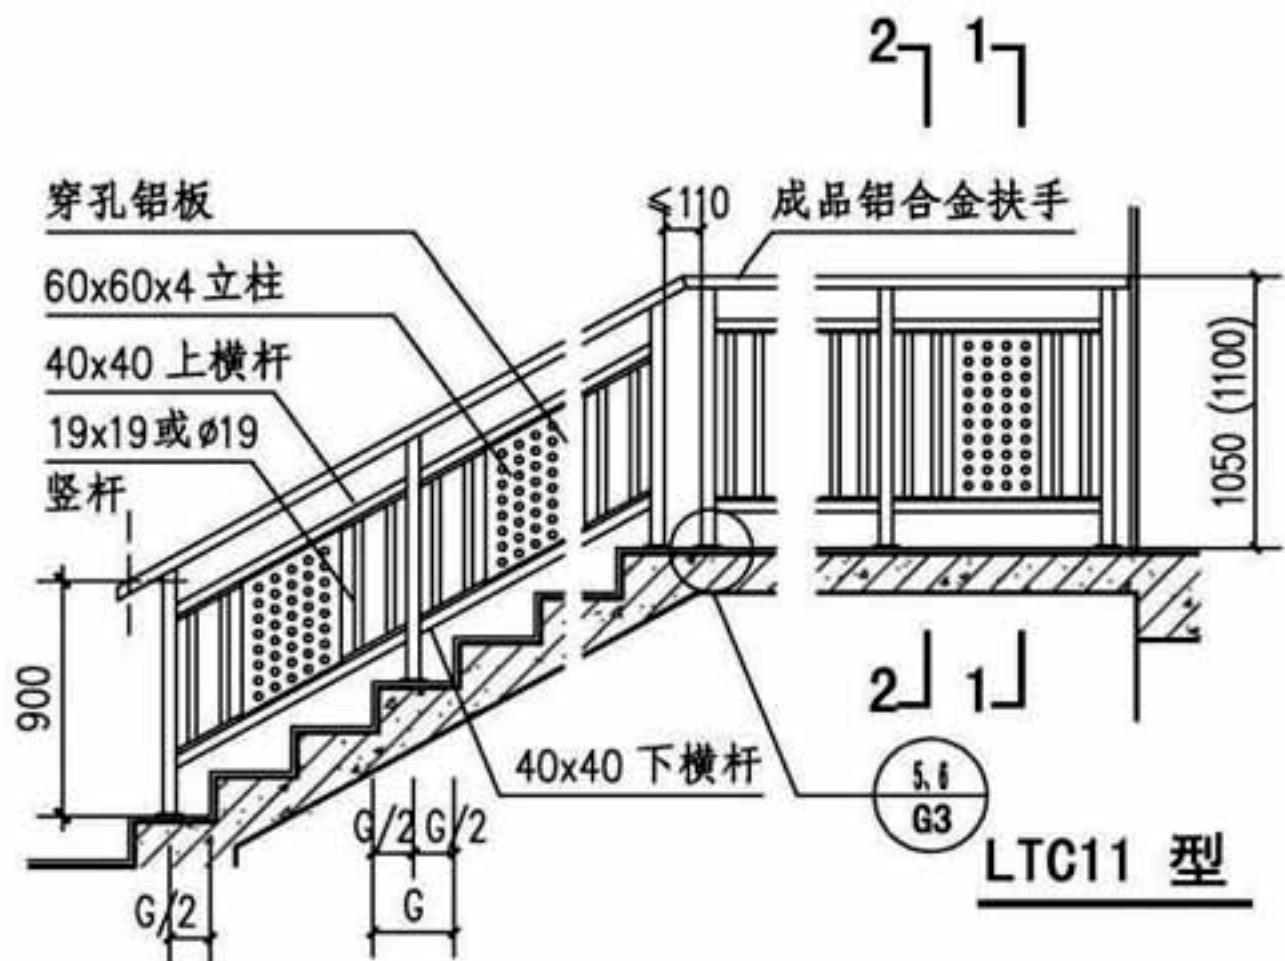 2 1
穿孔铝板
≤110
成品铝合金扶手
60x60x4 立柱
40x40 上横杆
19x19或ø19
竖杆
1050 (1100)
900
2 1
40x40 下横杆
5、6
G3
G/2 G/2
G/2
G
LTC11 型